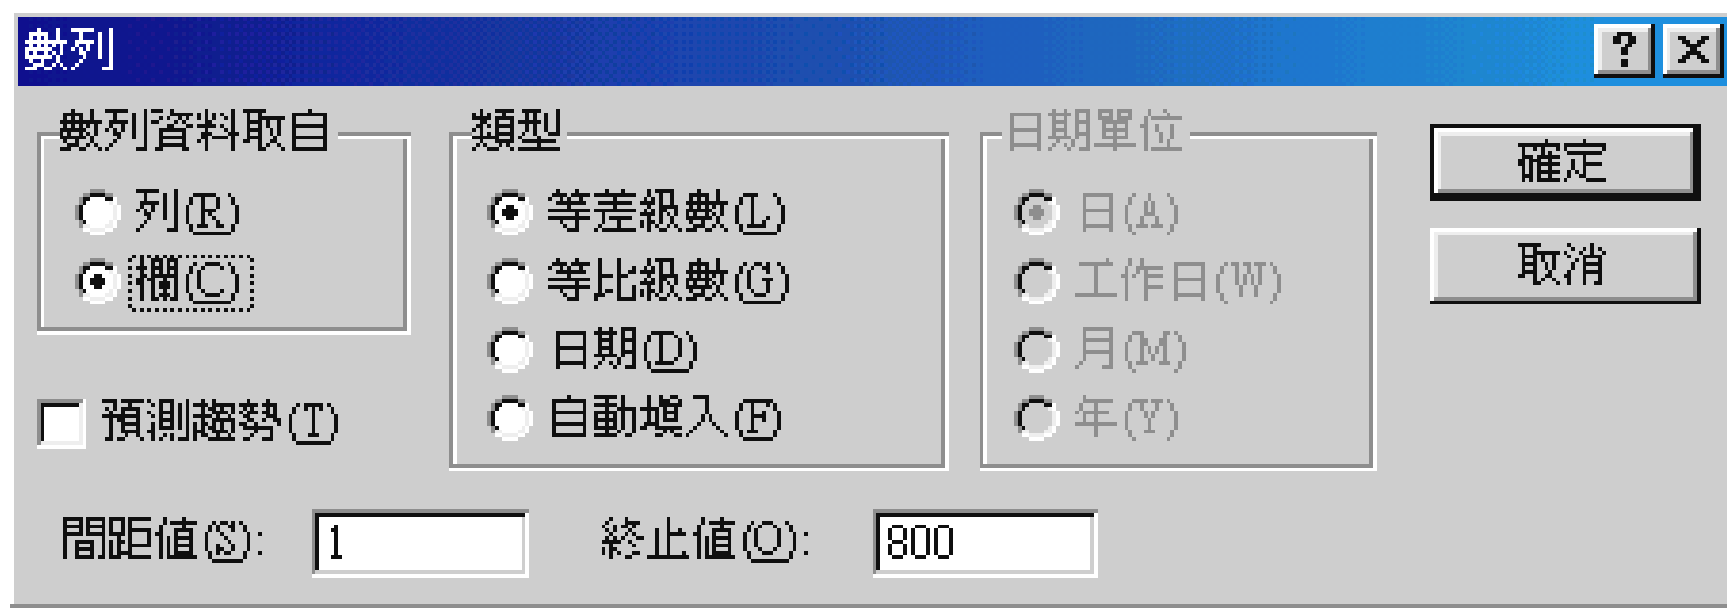 數列
數列資料取自
列(R)
欄(C)
預測趨勢(T)
類型
等差級數(L)
等比級數(G)
日期(D)
自動填入(F)
日期單位
日(A)
工作日(W)
月(M)
年(Y)
確定
取消
間距值(S): 1
終止值(O): 800